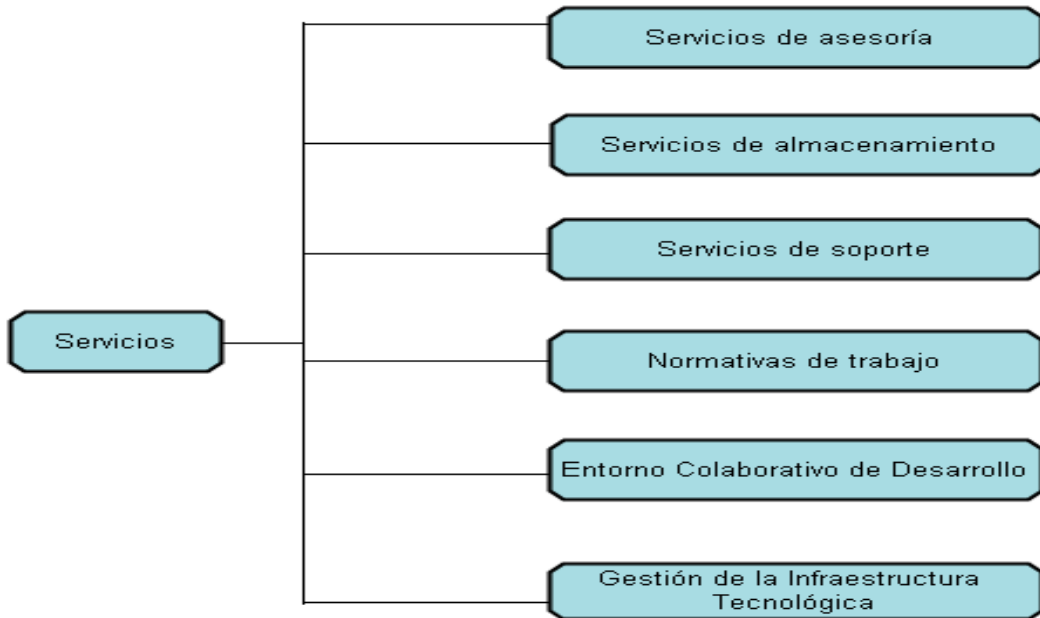 Servicios de asesoría
Servicios de almacenamiento
Servicios de soporte
Servicios
Normativas de trabajo
Entorno Colaborativo de Desarrollo
Gestión de la Infraestructura
Tecnológica